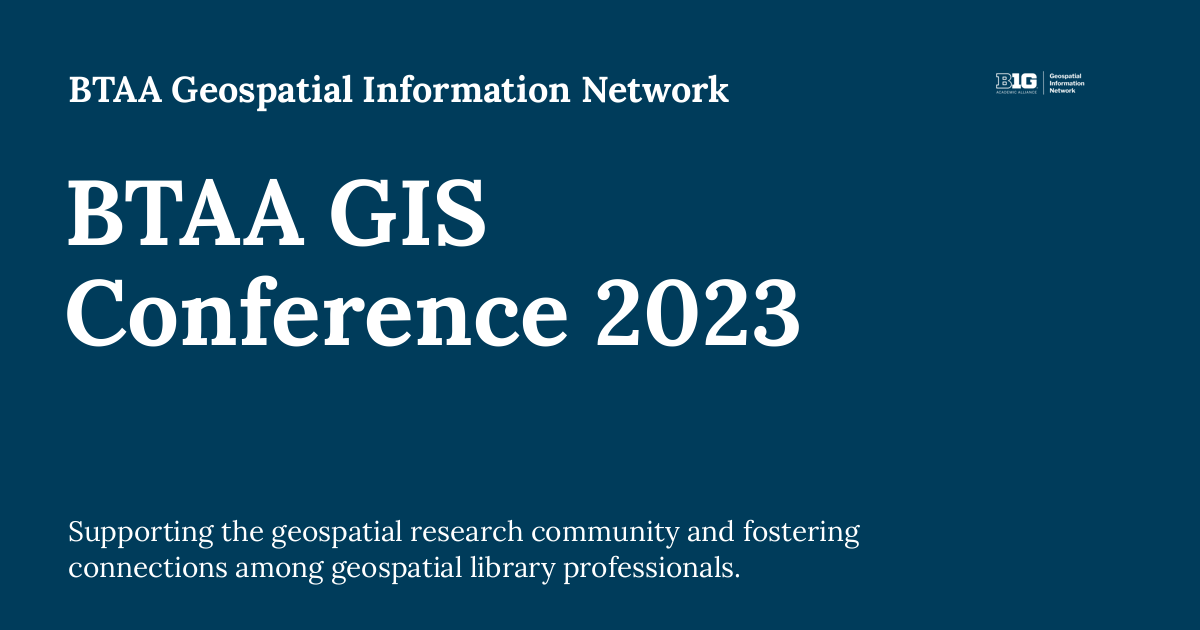 BTAA Geospatial Information Network
B1G
ACADEMIC ALLIANCE
Geospatial
Information
Network
BTAA GIS
Conference 2023
Supporting the geospatial research community and fostering
connections among geospatial library professionals.